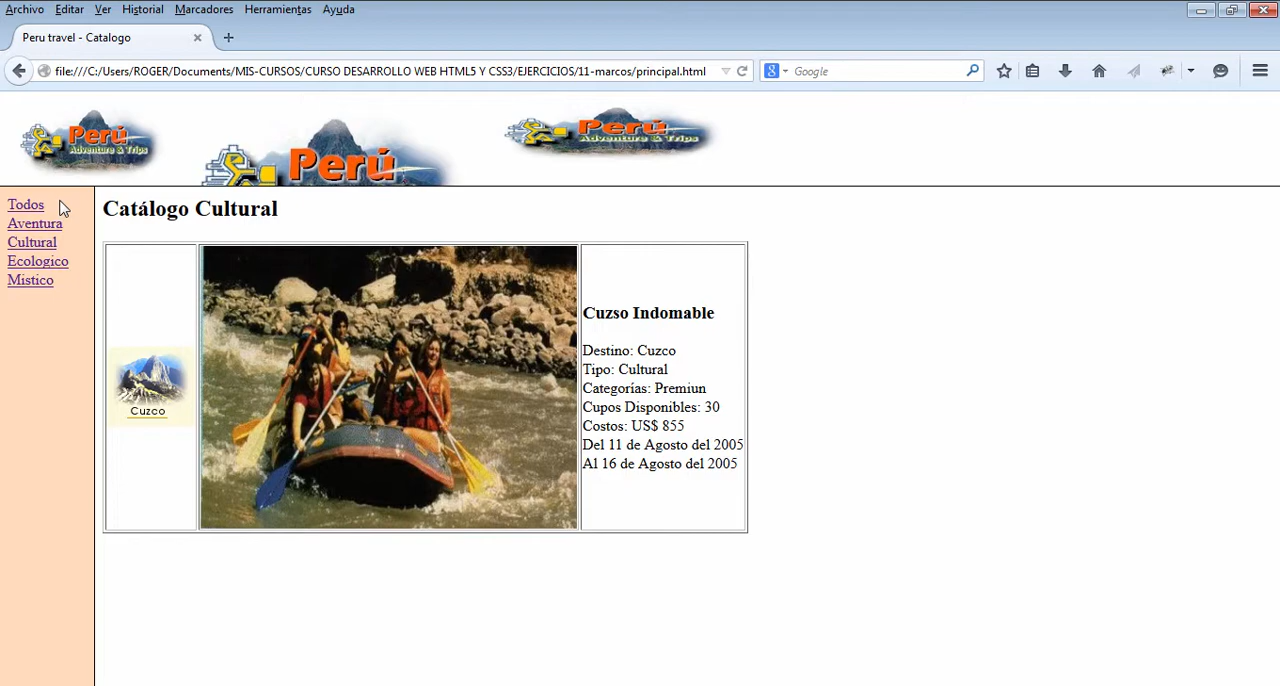 Archivo Editar Ver Historial Marcadores Herramientas Ayuda
Peru travel - Catalogo
file:///C:/Users/ROGER/Documents/MIS-CURSOS/CURSO DESARROLLO WEB HTML5 Y CSS3/EJERCICIOS/11-marcos/principal.html
Google
Perú
Adventure & Trips
Perú
Perú
Adventure & Trips
Todos
Aventura
Cultural
Ecologico
Mistico
Catálogo Cultural
Cuzco
Cuzso Indomable
Destino: Cuzco
Tipo: Cultural
Categorías: Premiun
Cupos Disponibles: 30
Costos: US$ 855
Del 11 de Agosto del 2005
Al 16 de Agosto del 2005